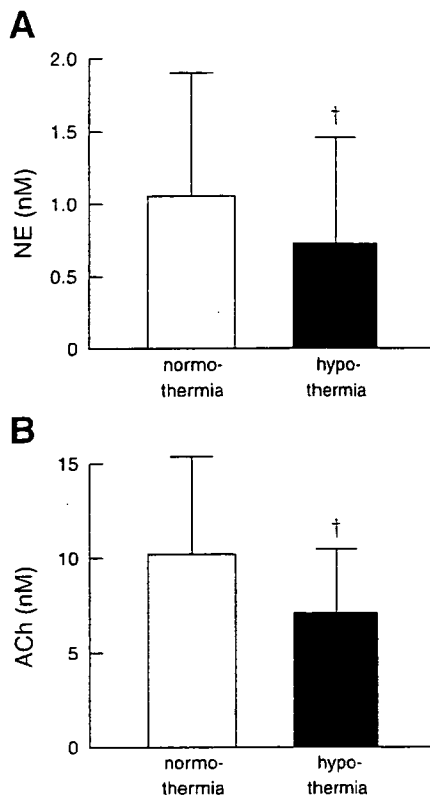 A
2.0
1.5
1.0
0.5
0
NE (nM)
†
normo-
thermia
hypo-
thermia
B
15
10
5
0
ACh (nM)
†
normo-
thermia
hypo-
thermia